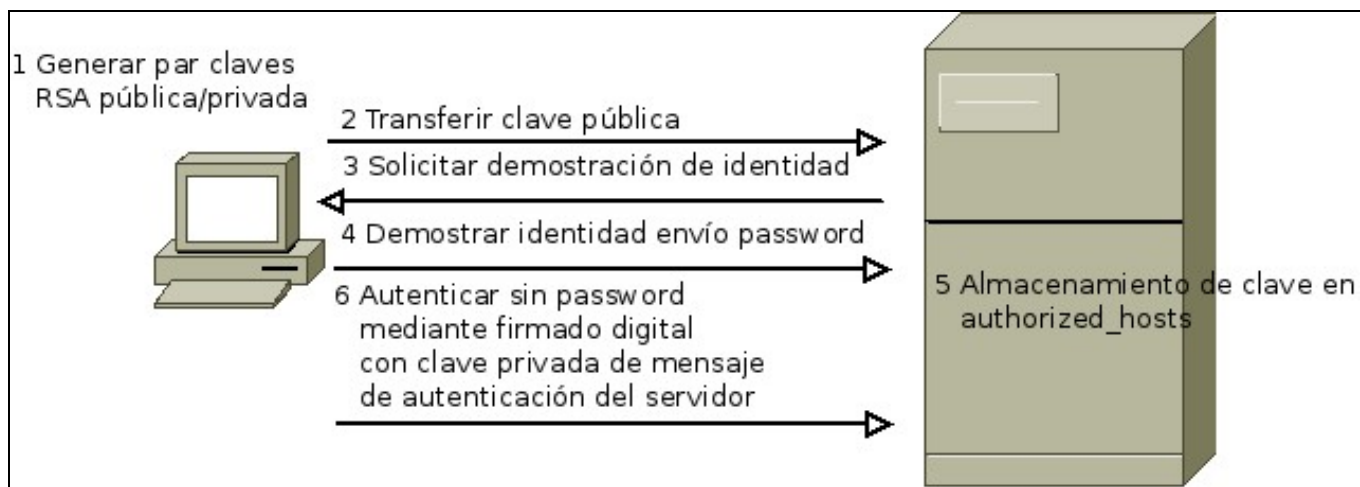 1 Generar par claves
RSA pública/privada
2 Transferir clave pública
3 Solicitar demostración de identidad
4 Demostrar identidad envío password
5 Almacenamiento de clave en
authorized_hosts
6 Autenticar sin password
mediante firmado digital
con clave privada de mensaje
de autenticación del servidor